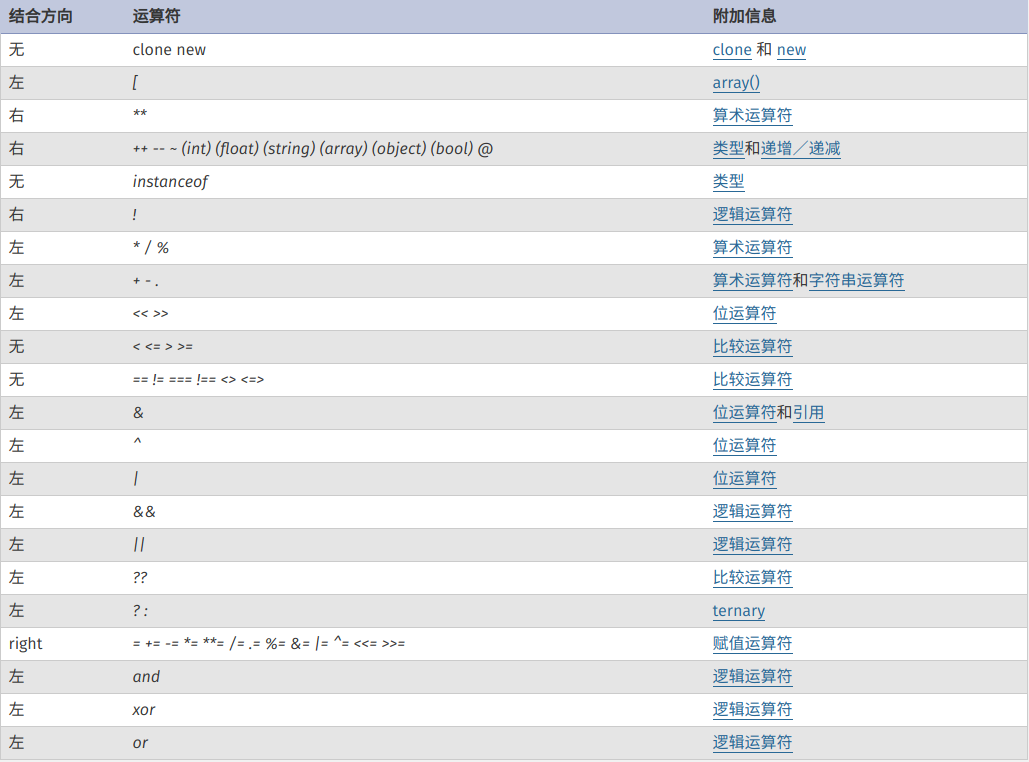 结合方向 运算符 附加信息
无 clone new clone 和 new
左 [ array()
右 ** 算术运算符
右 ++ -- ~ (int) (float) (string) (array) (object) (bool) @ 类型和递增／递减
无 instanceof 类型
右 ! 逻辑运算符
左 * / % 算术运算符
左 + - . 算术运算符和字符串运算符
左 << >> 位运算符
无 < <= > >= 比较运算符
无 == != === !== <> <=> 比较运算符
左 & 位运算符和引用
左 ^ 位运算符
左 | 位运算符
左 && 逻辑运算符
左 || 逻辑运算符
左 ?? 比较运算符
左 ? : ternary
right = += -= *= **= /= .= %= &= |= ^= <<= >>= 赋值运算符
左 and 逻辑运算符
左 xor 逻辑运算符
左 or 逻辑运算符